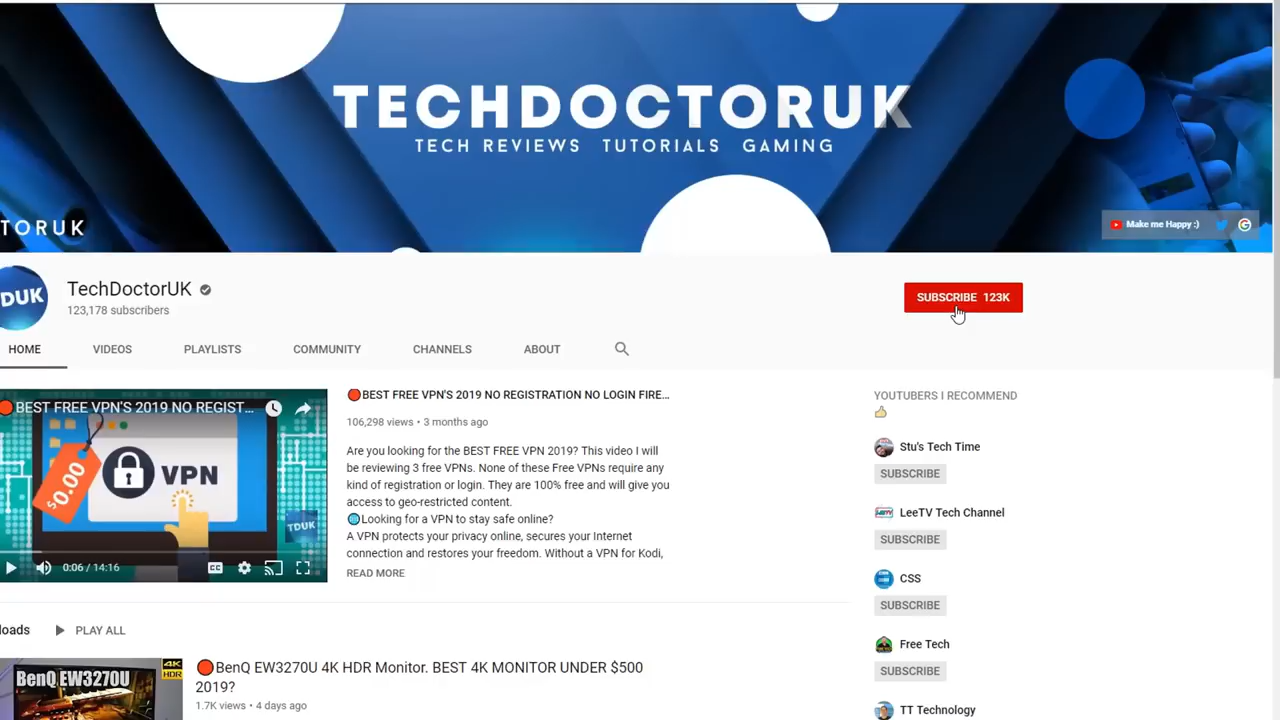 TECHDOCTORUK
TECH REVIEWS TUTORIALS GAMING
TORUK
Make me Happy :)
DUK
TechDoctorUK
123,178 subscribers
SUBSCRIBE 123K
HOME
VIDEOS
PLAYLISTS
COMMUNITY
CHANNELS
ABOUT
BEST FREE VPN'S 2019 NO REGIST...
$0.00
VPN
TDUK
CC
0:06 / 14:16
BEST FREE VPN'S 2019 NO REGISTRATION NO LOGIN FIRE...
106,298 views • 3 months ago
Are you looking for the BEST FREE VPN 2019? This video I will
be reviewing 3 free VPNs. None of these Free VPNs require any
kind of registration or login. They are 100% free and will give you
access to geo-restricted content.
Looking for a VPN to stay safe online?
A VPN protects your privacy online, secures your Internet
connection and restores your freedom. Without a VPN for Kodi,
READ MORE
YOUTUBERS I RECOMMEND
Stu's Tech Time
SUBSCRIBE
LeeTV Tech Channel
SUBSCRIBE
CSS
SUBSCRIBE
Free Tech
SUBSCRIBE
TT Technology
loads
PLAY ALL
BenQ EW3270U
4K
HDR
BenQ EW3270U 4K HDR Monitor. BEST 4K MONITOR UNDER $500
2019?
1.7K views • 4 days ago